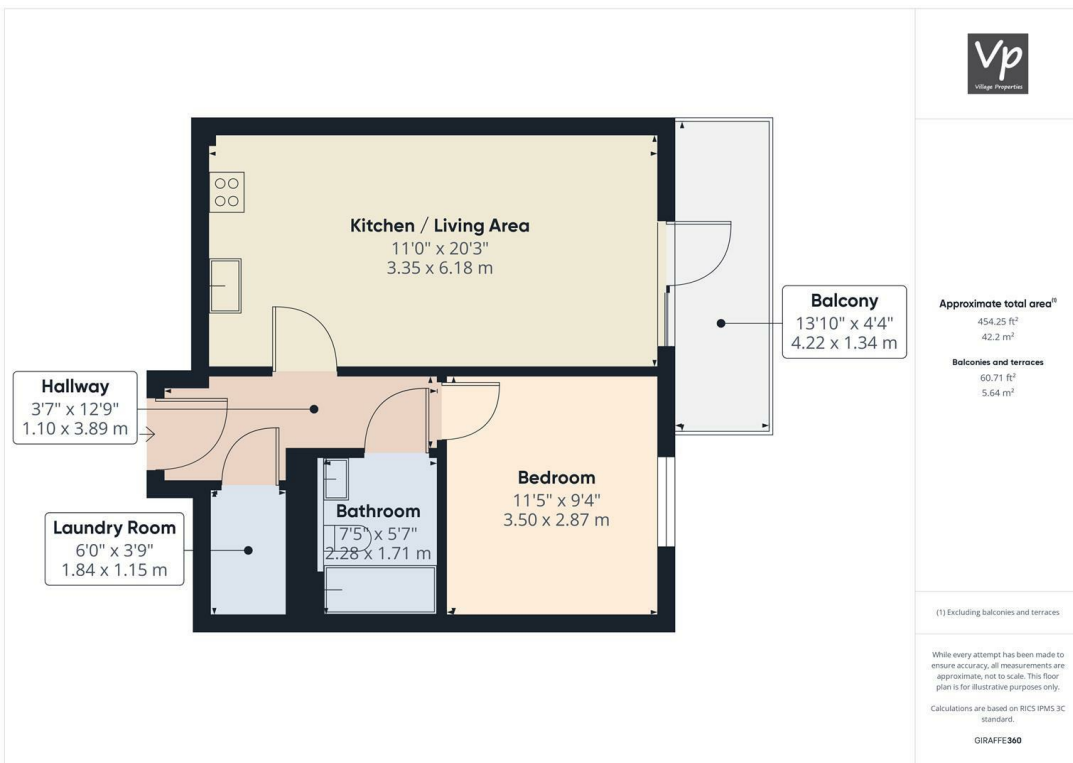 Vp
Village Properties
Kitchen / Living Area
11'0" x 20'3"
3.35 x 6.18 m
Balcony
13'10" x 4'4"
4.22 x 1.34 m
Hallway
3'7" x 12'9"
1.10 x 3.89 m
Bedroom
11'5" x 9'4"
3.50 x 2.87 m
Bathroom
7'5" x 5'7"
2.28 x 1.71 m
Laundry Room
6'0" x 3'9"
1.84 x 1.15 m
Approximate total area(1)
454.25 ft²
42.2 m²
Balconies and terraces
60.71 ft²
5.64 m²
(1) Excluding balconies and terraces
While every attempt has been made to
ensure accuracy, all measurements are
approximate, not to scale. This floor
plan is for illustrative purposes only.
Calculations are based on RICS IPMS 3C
standard.
GIRAFFE360